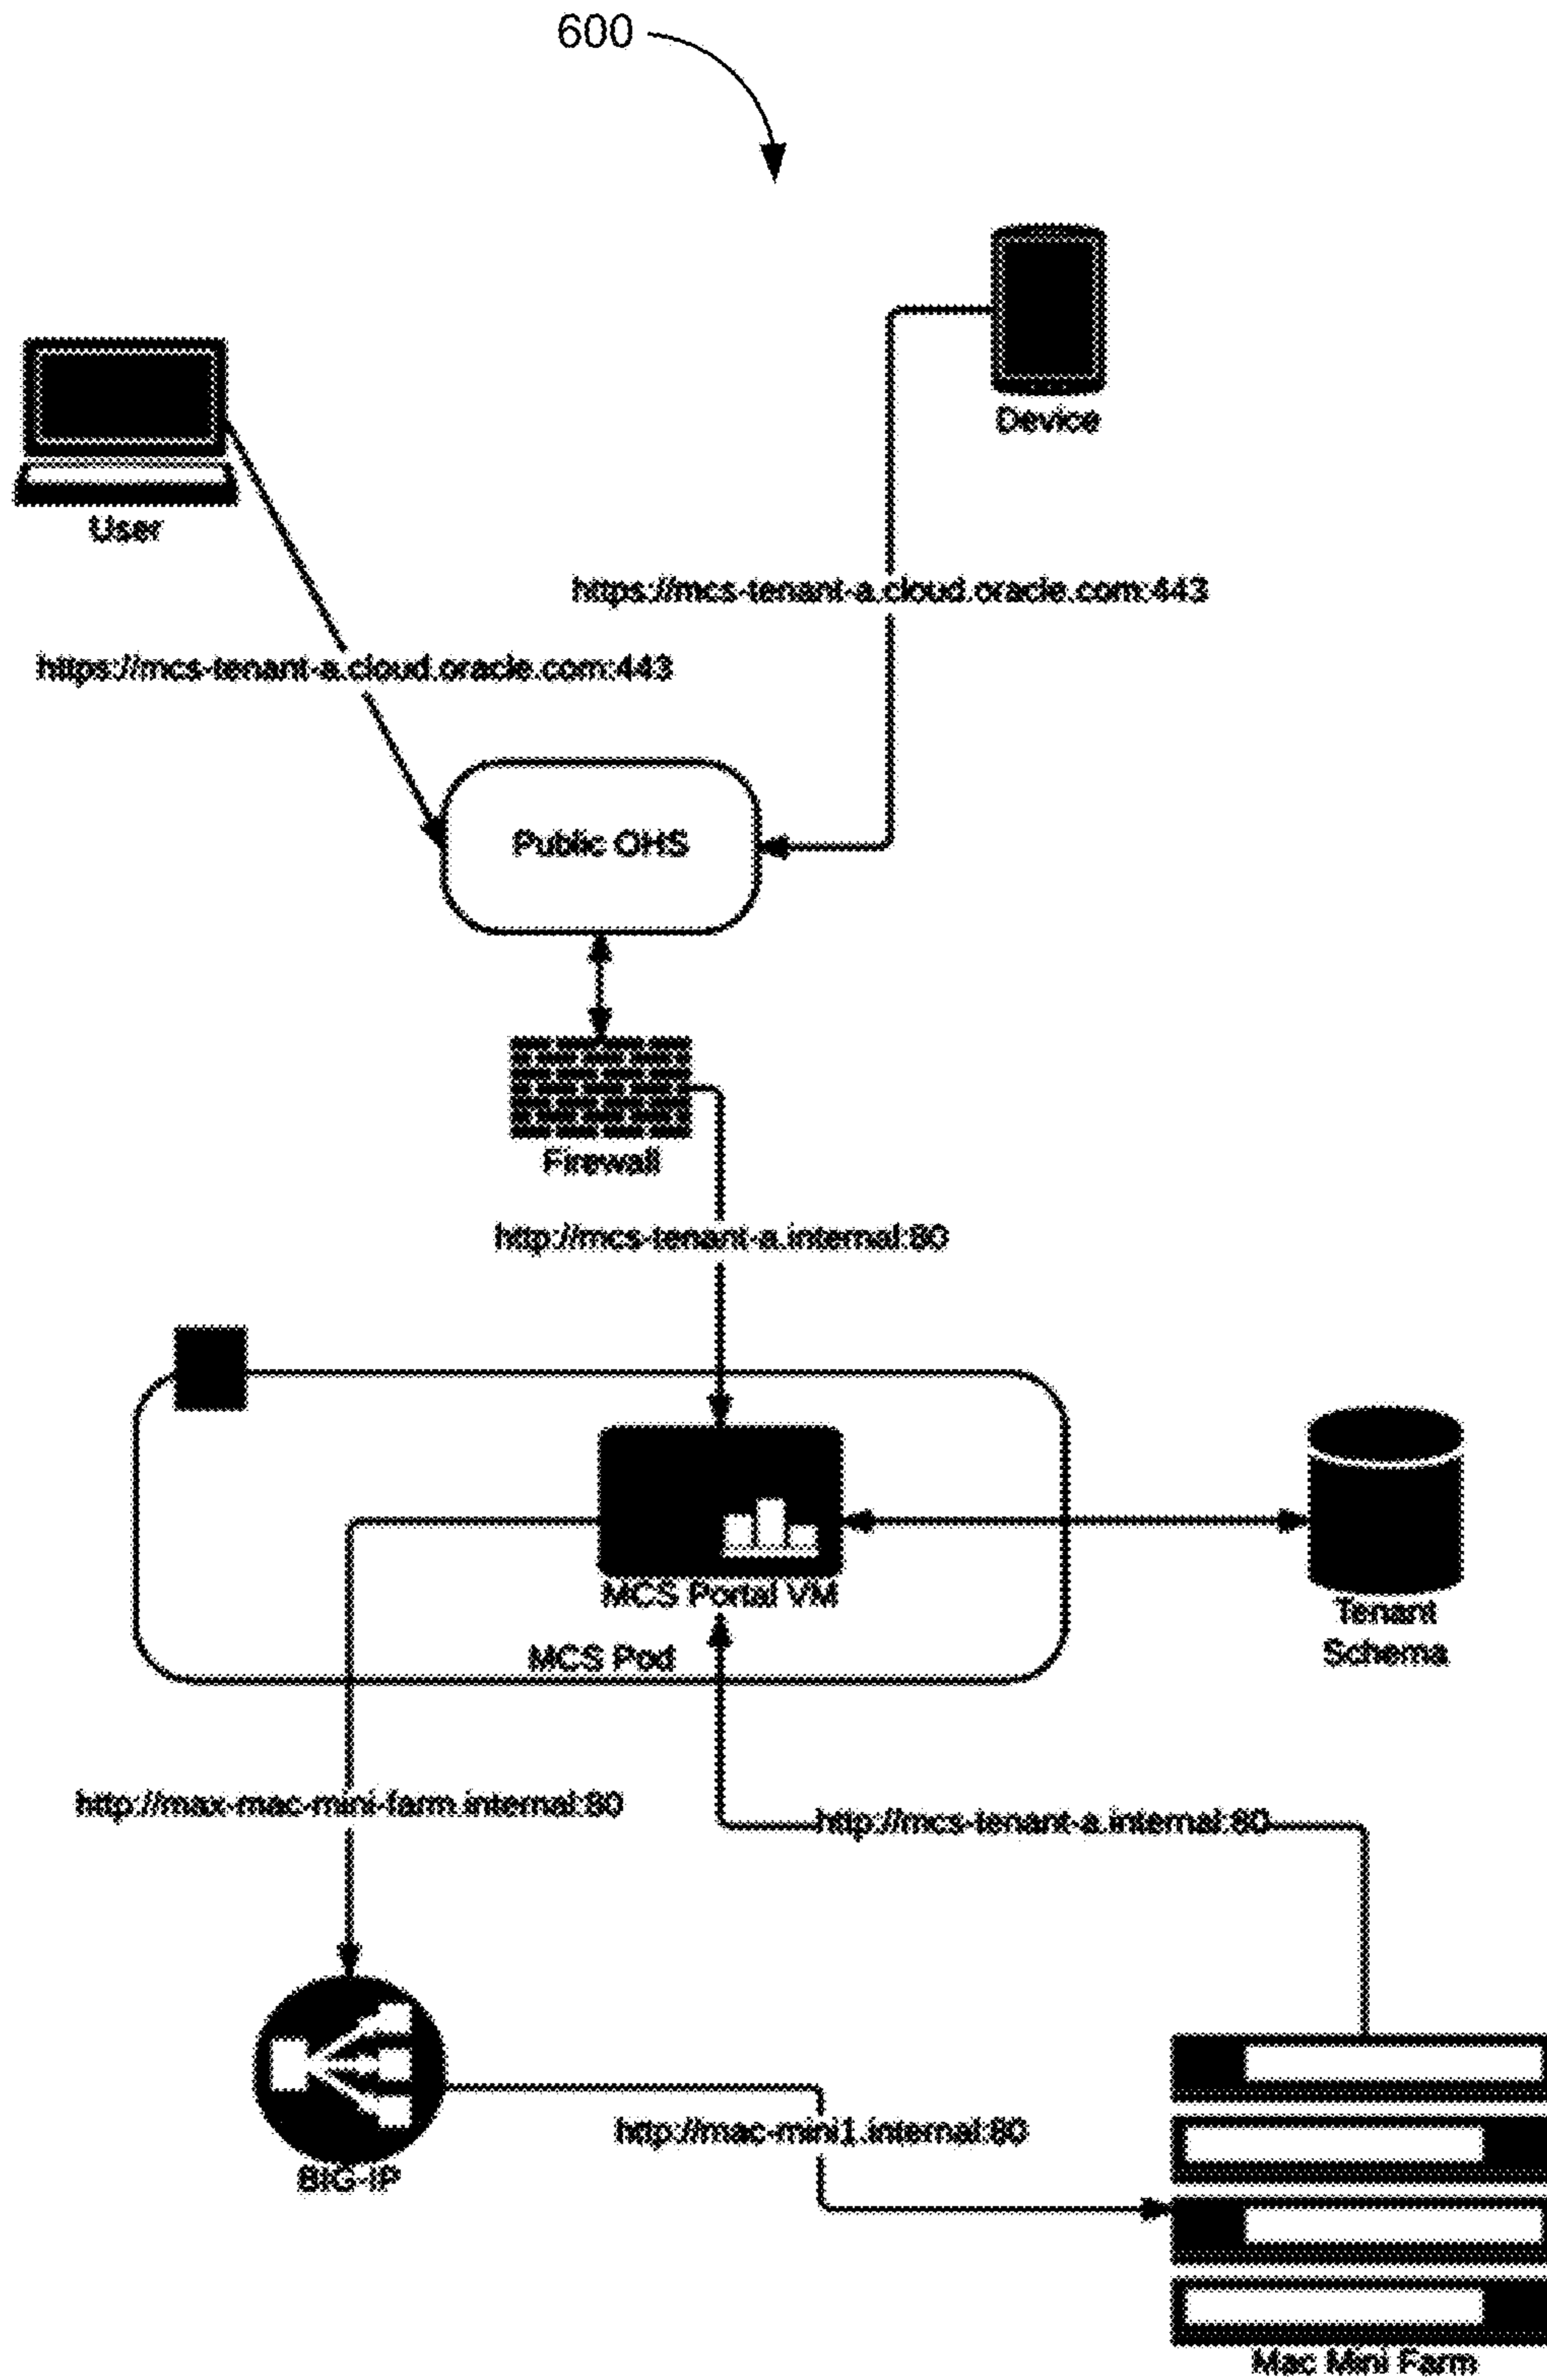 600
Device
User
https://mcs-tenant-a.cloud.oracle.com:443
https://mcs-tenant-a.cloud.oracle.com:443
Public OHS
Firewall
http://mcs-tenant-a.internal:80
MCS Portal VM
MCS Pod
Tenant
Schema
http://max-mac-mini-farm.internal:80
http://mcs-tenant-a.internal:80
http://mac-mini1.internal:80
BIG-IP
Mac Mini Farm